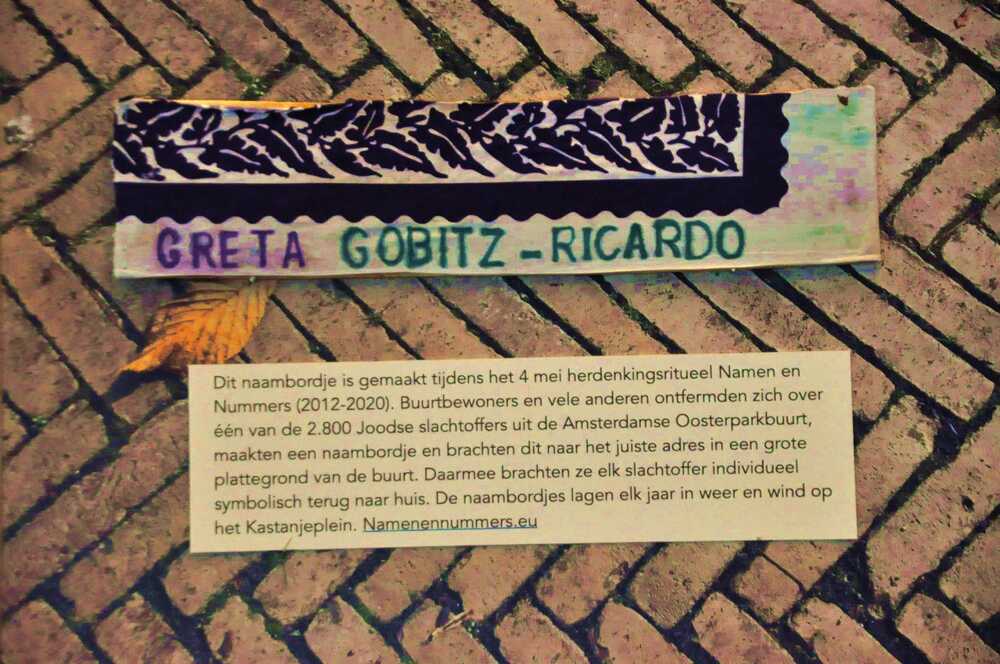 GRETA GOBITZ - RICARDO
Dit naambordje is gemaakt tijdens het 4 mei herdenkingsritueel Namen en
Nummers (2012-2020). Buurtbewoners en vele anderen ontfermden zich over
één van de 2.800 Joodse slachtoffers uit de Amsterdamse Oosterparkbuurt,
maakten een naambordje en brachten dit naar het juiste adres in een grote
plattegrond van de buurt. Daarmee brachten ze elk slachtoffer individueel
symbolisch terug naar huis. De naambordjes lagen elk jaar in weer en wind op
het Kastanjeplein. Namenennummers.eu